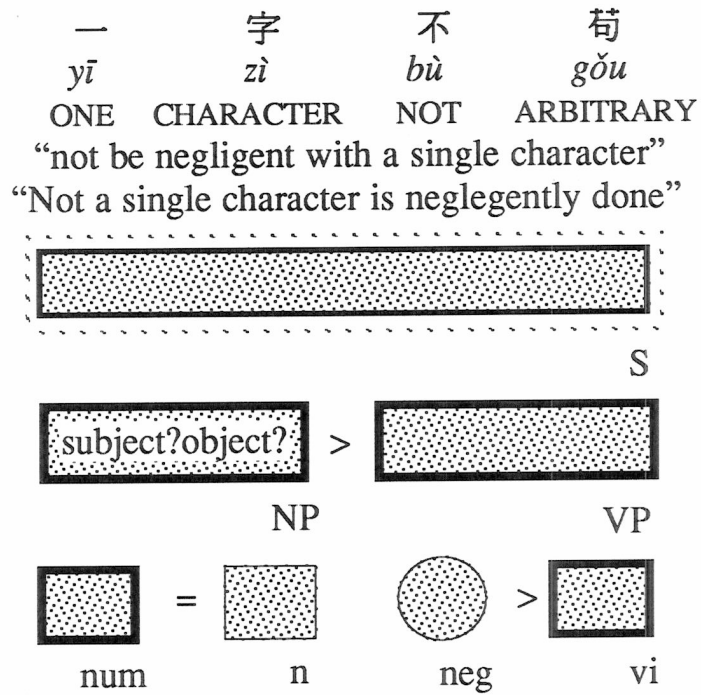 一 字 不 苟
yī zì bù gǒu
ONE CHARACTER NOT ARBITRARY
“not be negligent with a single character”
“Not a single character is neglegently done”
S
subject?object? >
NP VP
= >
num n neg vi